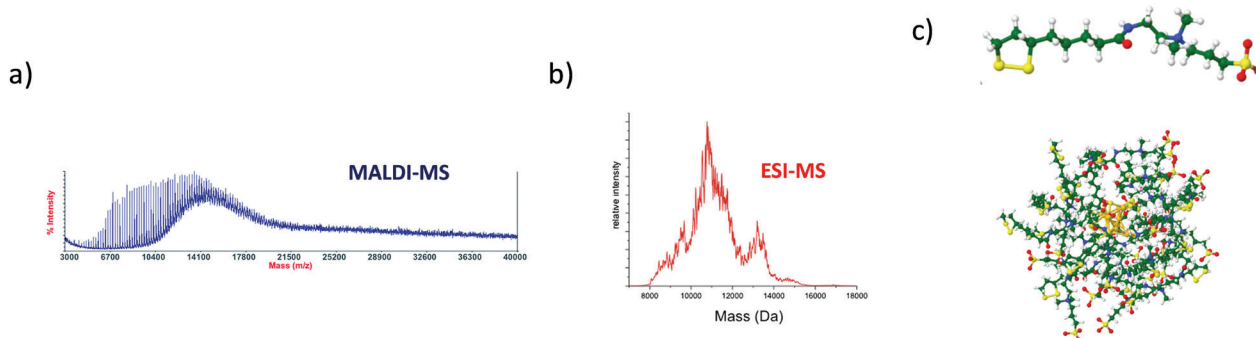 a)
MALDI-MS
% Intensity
3000 6700 10400 14100 17800 21500 25200 28900 32600 36300 40000
Mass (m/z)
b)
ESI-MS
relative intensity
8000 10000 12000 14000 16000 18000
Mass (Da)
c)